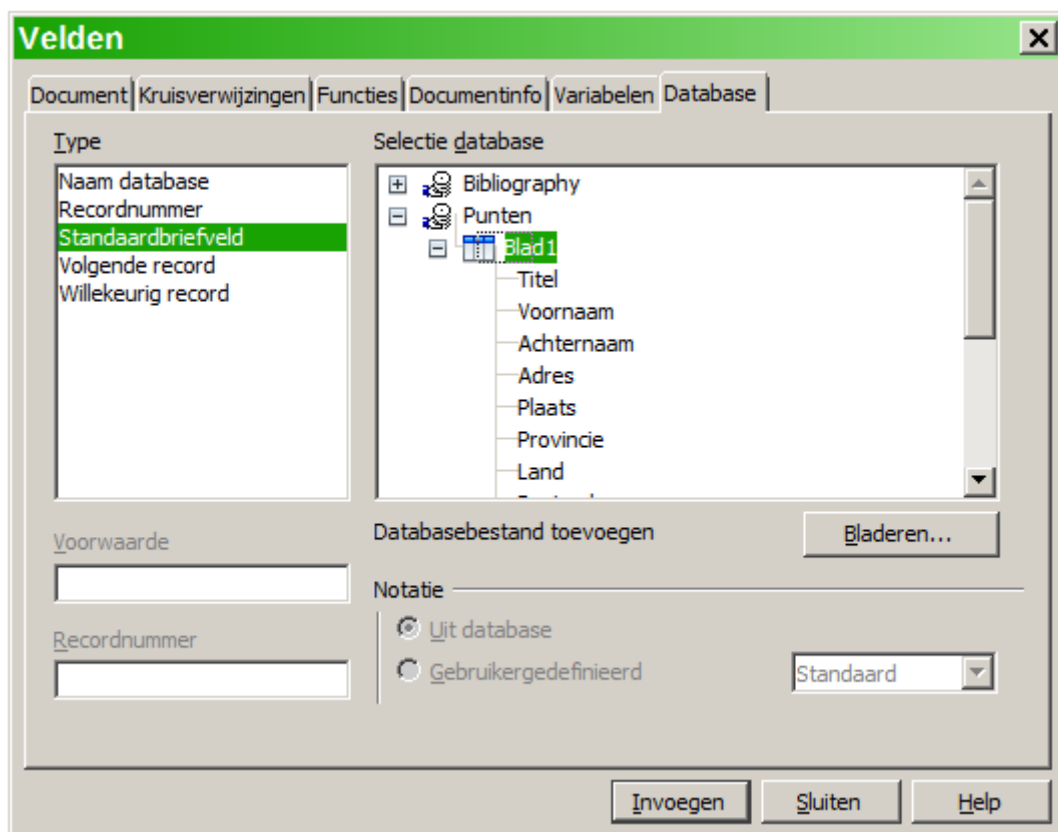 Velden
Document Kruisverwijzingen Functies Documentinfo Variabelen Database
Type
Naam database
Recordnummer
Standaardbriefveld
Volgende record
Willekeurig record
Voorwaarde
Recordnummer
Selectie database
Bibliography
Punten
Blad1
Titel
Voornaam
Achternaam
Adres
Plaats
Provincie
Land
Databasebestand toevoegen
Bladeren...
Notatie
Uit database
Gebruikergedefinieerd
Standaard
Invoegen Sluiten Help